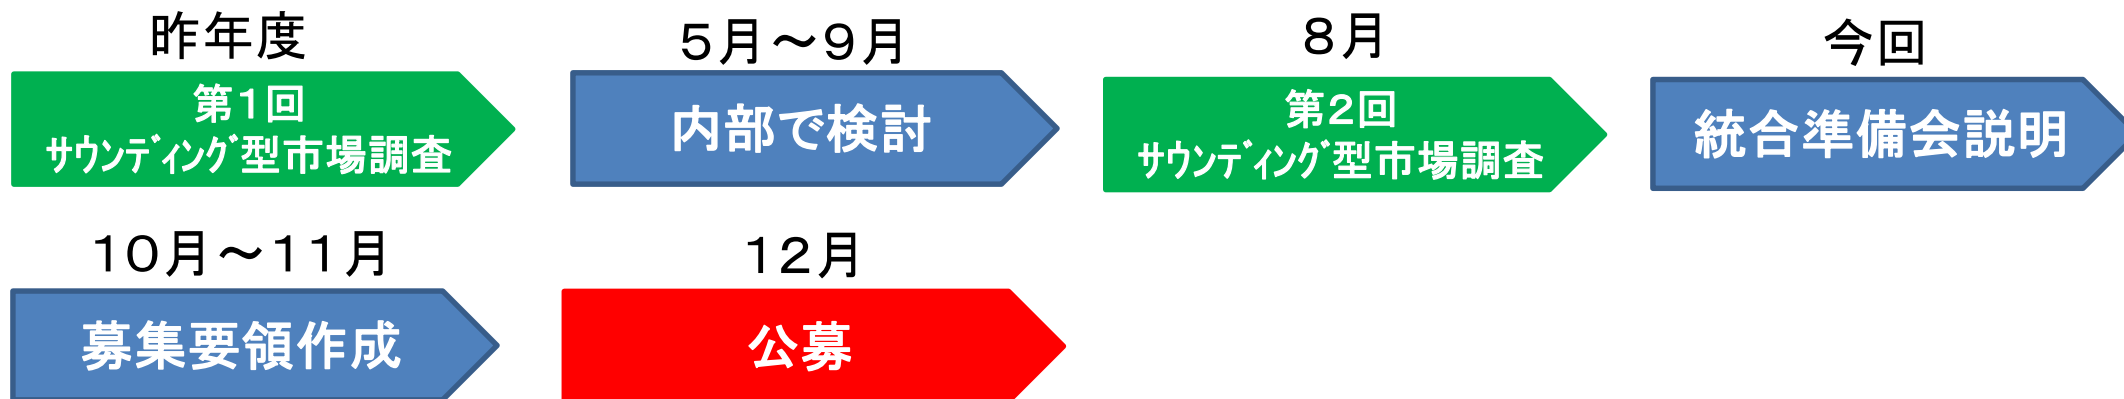 昨年度
第１回
ｻｳﾝﾃﾞｨﾝｸﾞ型市場調査
５月～９月
内部で検討
８月
第２回
ｻｳﾝﾃﾞｨﾝｸﾞ型市場調査
今回
統合準備会説明
１０月～１１月
募集要領作成
１２月
公募